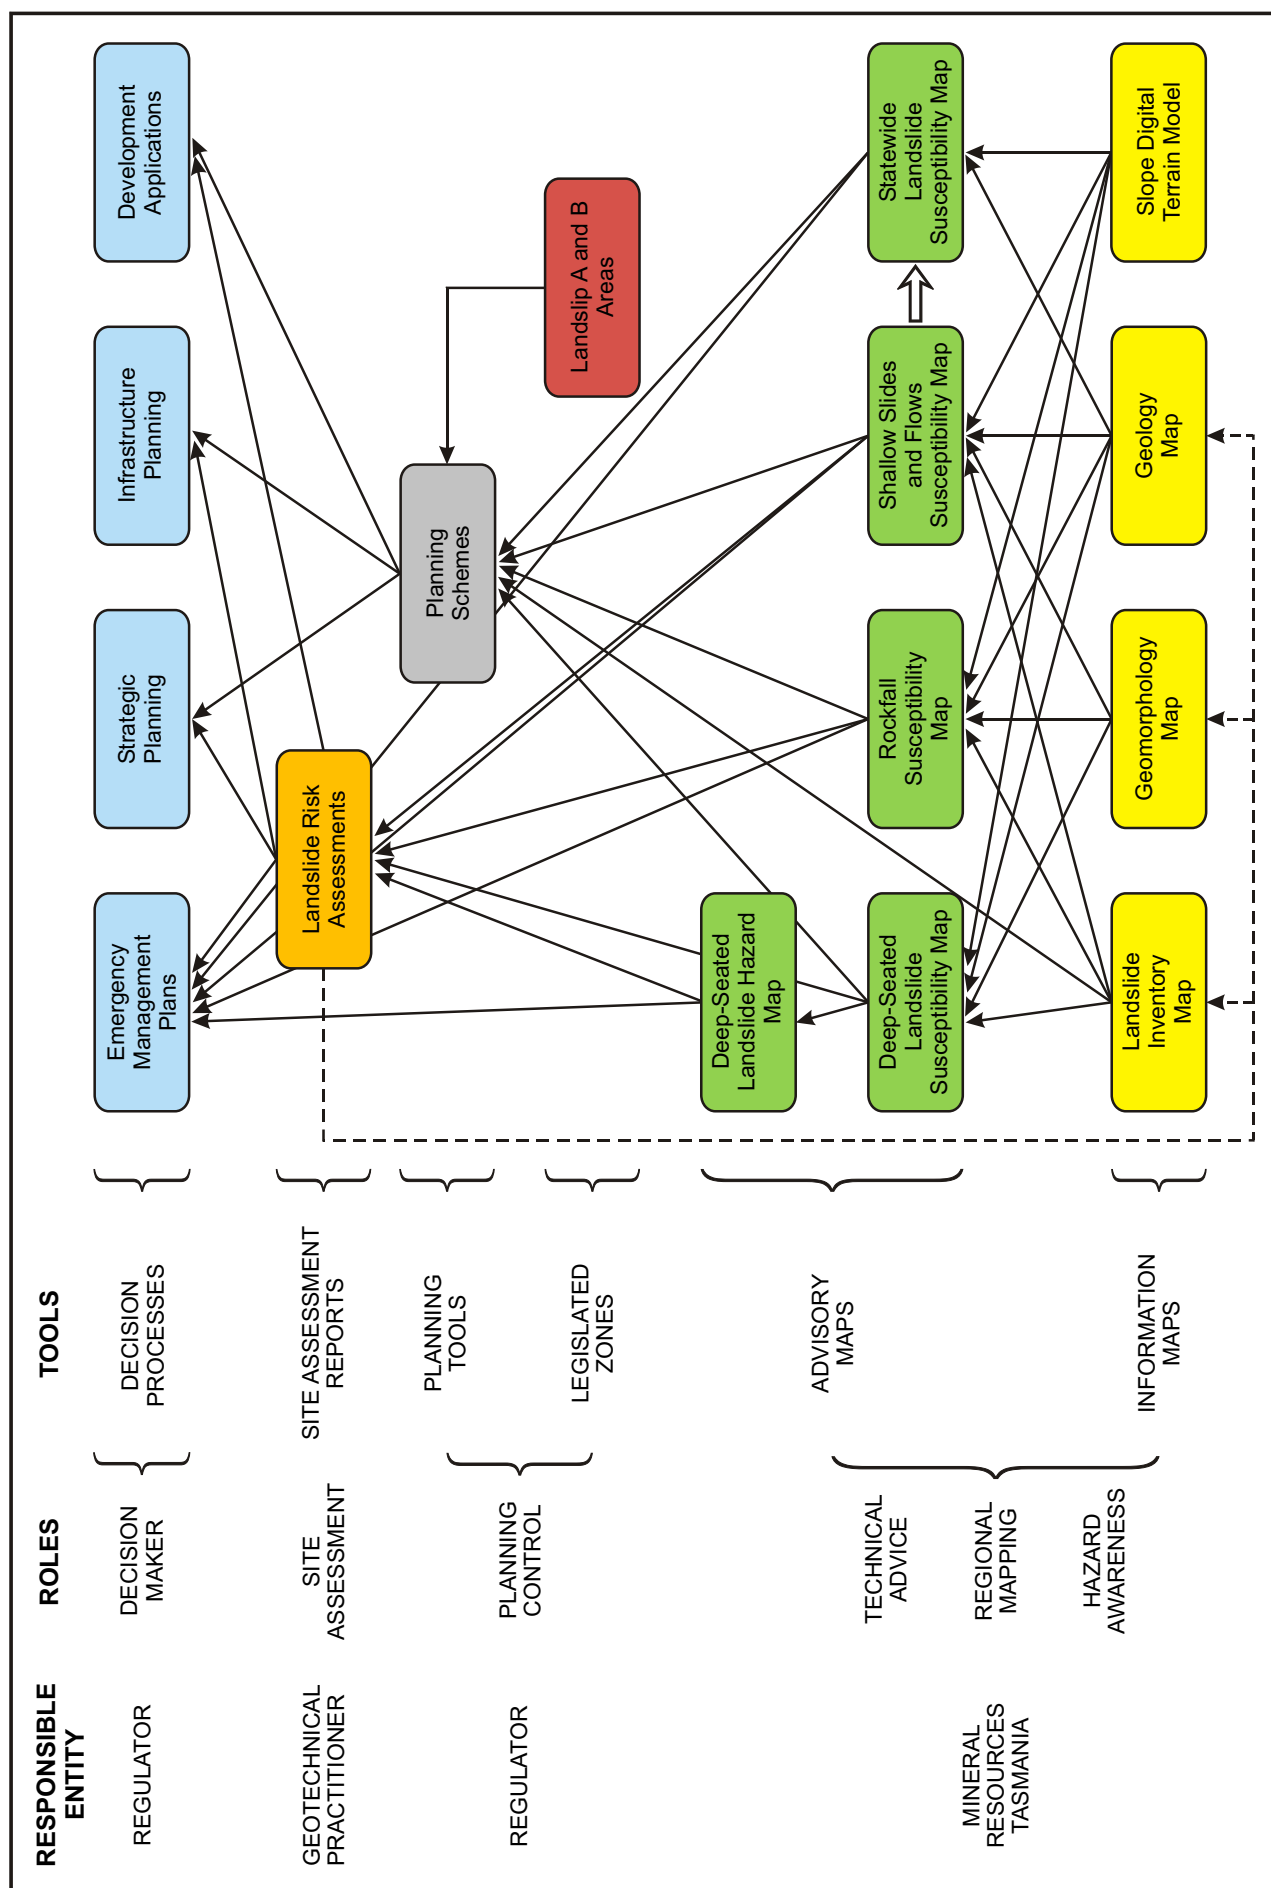 RESPONSIBLE
ENTITY
ROLES
TOOLS
REGULATOR
DECISION
MAKER
DECISION
PROCESSES
Emergency
Management
Plans
Strategic
Planning
Infrastructure
Planning
Development
Applications
GEOTECHNICAL
PRACTITIONER
SITE
ASSESSMENT
SITE ASSESSMENT
REPORTS
Landslide Risk
Assessments
REGULATOR
PLANNING
CONTROL
PLANNING
TOOLS
Planning
Schemes
LEGISLATED
ZONES
Landslip A and B
Areas
MINERAL
RESOURCES
TASMANIA
TECHNICAL
ADVICE
REGIONAL
MAPPING
HAZARD
AWARENESS
ADVISORY
MAPS
Deep-Seated
Landslide Hazard
Map
Deep-Seated
Landslide
Susceptibility Map
Rockfall
Susceptibility
Map
Shallow Slides
and Flows
Susceptibility Map
Statewide
Landslide
Susceptibility Map
INFORMATION
MAPS
Landslide
Inventory
Map
Geomorphology
Map
Geology
Map
Slope Digital
Terrain Model